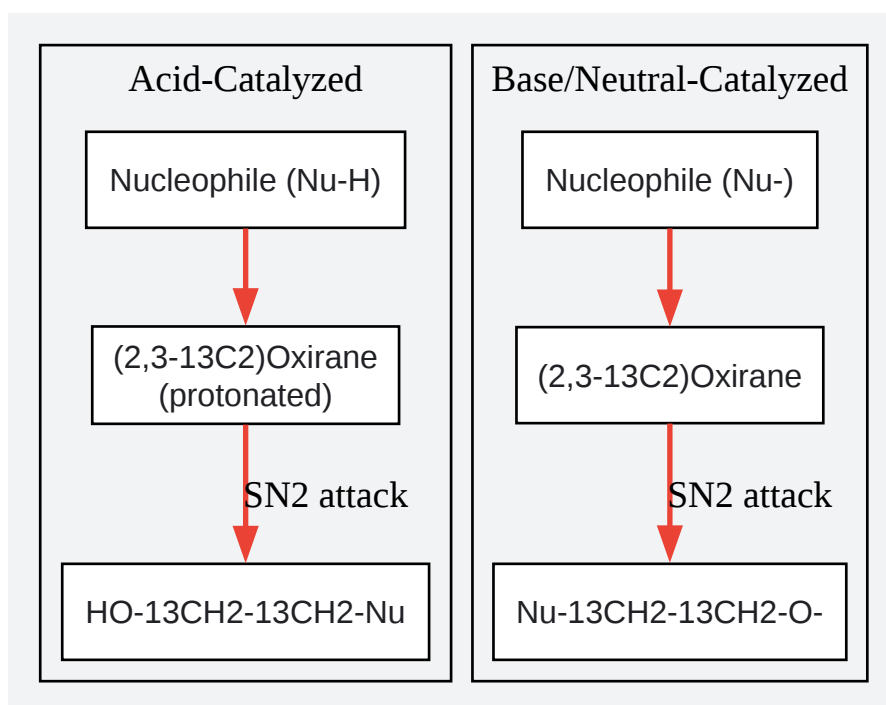 Acid-Catalyzed
Nucleophile (Nu-H)
(2,3-13C2)Oxirane
(protonated)
SN2 attack
HO-13CH2-13CH2-Nu
Base/Neutral-Catalyzed
Nucleophile (Nu-)
(2,3-13C2)Oxirane
SN2 attack
Nu-13CH2-13CH2-O-